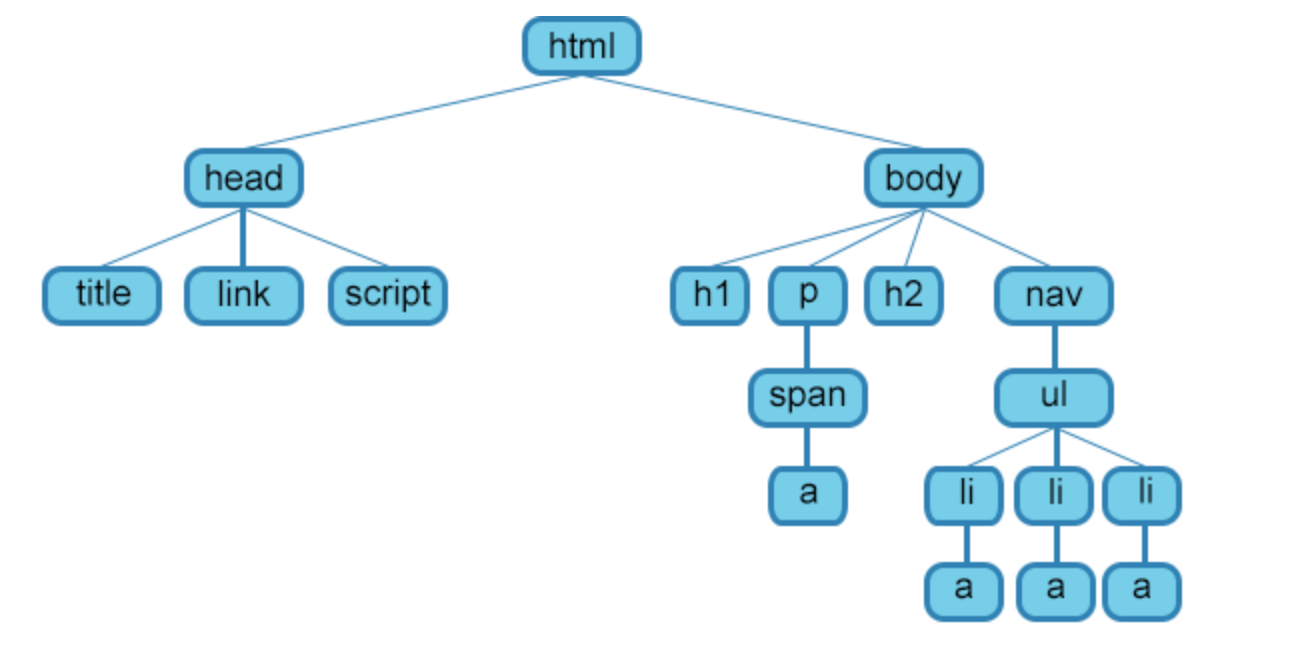 html
head
body
title
link
script
h1
p
h2
nav
span
ul
a
li
li
li
a
a
a